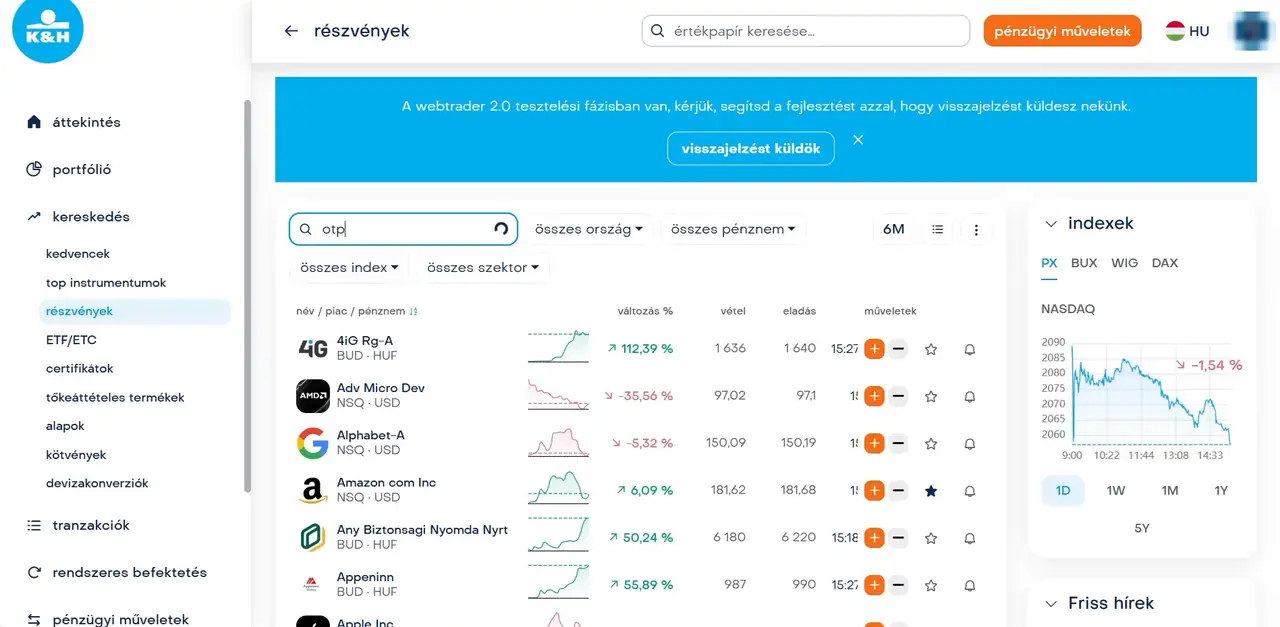 K&H
részvények
értékpapír keresése...
pénzügyi műveletek
HU
áttekintés
portfólió
kereskedés
kedvencek
top instrumentumok
részvények
ETF/ETC
certifikátok
tőkeáttételes termékek
alapok
kötvények
devizakonverziók
tranzakciók
rendszeres befektetés
pénzügyi műveletek
A webtrader 2.0 tesztelési fázisban van, kérjük, segítsd a fejlesztést azzal, hogy visszajelzést küldesz nekünk.
visszajelzést küldök
otp
összes ország
összes pénznem
6M
összes index
összes szektor
név / piac / pénznem változás % vétel eladás műveletek
4iG 4iG Rg-A 112,39 % 1 636 1 640 15:27
BUD · HUF
AMD Adv Micro Dev -35,56 % 97,02 97,1 15
NSQ · USD
Alphabet-A -5,32 % 150,09 150,19 15
NSQ · USD
Amazon com Inc 6,09 % 181,62 181,68 15
NSQ · USD
Any Biztonsagi Nyomda Nyrt 50,24 % 6 180 6 220 15:18
BUD · HUF
Appeninn 55,89 % 987 990 15:27
BUD · HUF
Apple Inc
indexek
PX BUX WIG DAX
NASDAQ
2090
2085
2080
2075
2070
2065
2060
-1,54 %
9:00 10:22 11:44 13:08 14:33
1D 1W 1M 1Y
5Y
Friss hírek